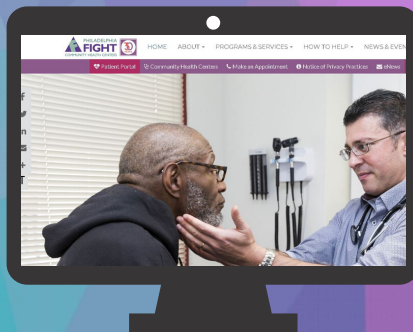 PHILADELPHIA
FIGHT
COMMUNITY HEALTH CENTERS
30
HOME ABOUT PROGRAMS & SERVICES HOW TO HELP NEWS & EVEN
Patient Portal Community Health Centers Make an Appointment Notice of Privacy Practices eNews